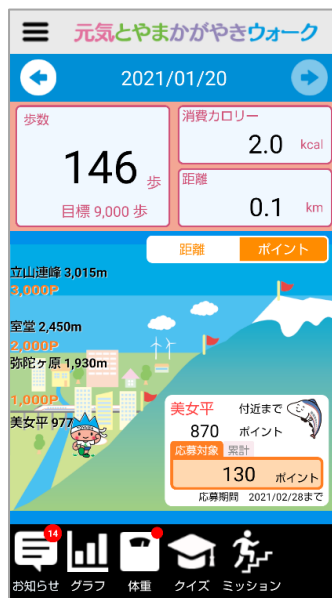 元気とやまかがやきウォーク
2021/01/20
歩数
146 歩
目標 9,000 歩
消費カロリー
2.0 kcal
距離
0.1 km
距離 ポイント
立山連峰 3,015m
3,000P
室堂 2,450m
2,000P
弥陀ヶ原 1,930m
1,000P
美女平 977
美女平 付近まで
870 ポイント
応募対象 累計
130 ポイント
応募期間 2021/02/28まで
14
お知らせ グラフ 体重 クイズ ミッション